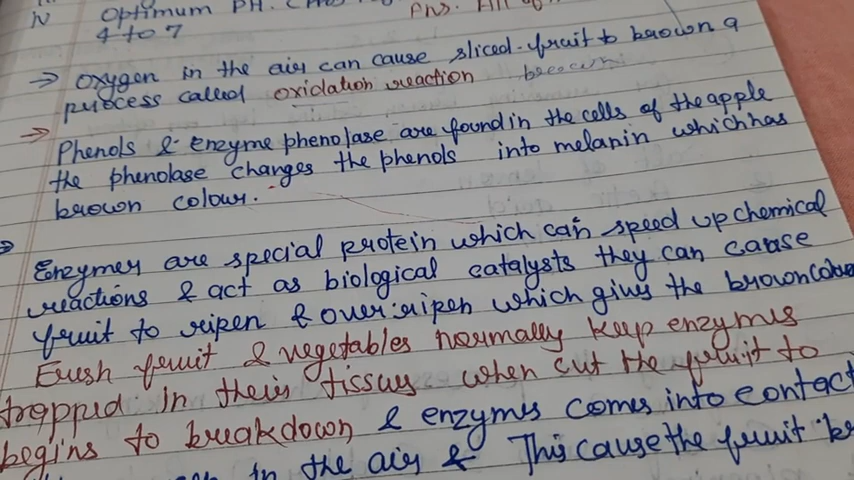 iv Optimum PH.
4 to 7
→ Oxygen in the air can cause sliced-fruit to brown a
process called oxidation reaction
→ Phenols & enzyme phenolase are found in the cells of the apple
the phenolase changes the phenols into melanin which has
brown colour.
→ Enzymes are special protein which can speed up chemical
reactions & act as biological catalysts they can cause
fruit to ripen & over ripen which gives the brown colour
Fresh fruit & vegetables normally keep enzymes
trapped in their tissues when cut the fruit to
begins to breakdown & enzymes comes into contact
in the air & This cause the fruit